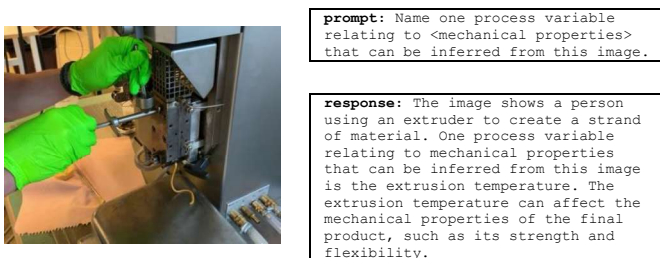 prompt: Name one process variable
relating to <mechanical properties>
that can be inferred from this image.
response: The image shows a person
using an extruder to create a strand
of material. One process variable
relating to mechanical properties
that can be inferred from this image
is the extrusion temperature. The
extrusion temperature can affect the
mechanical properties of the final
product, such as its strength and
flexibility.